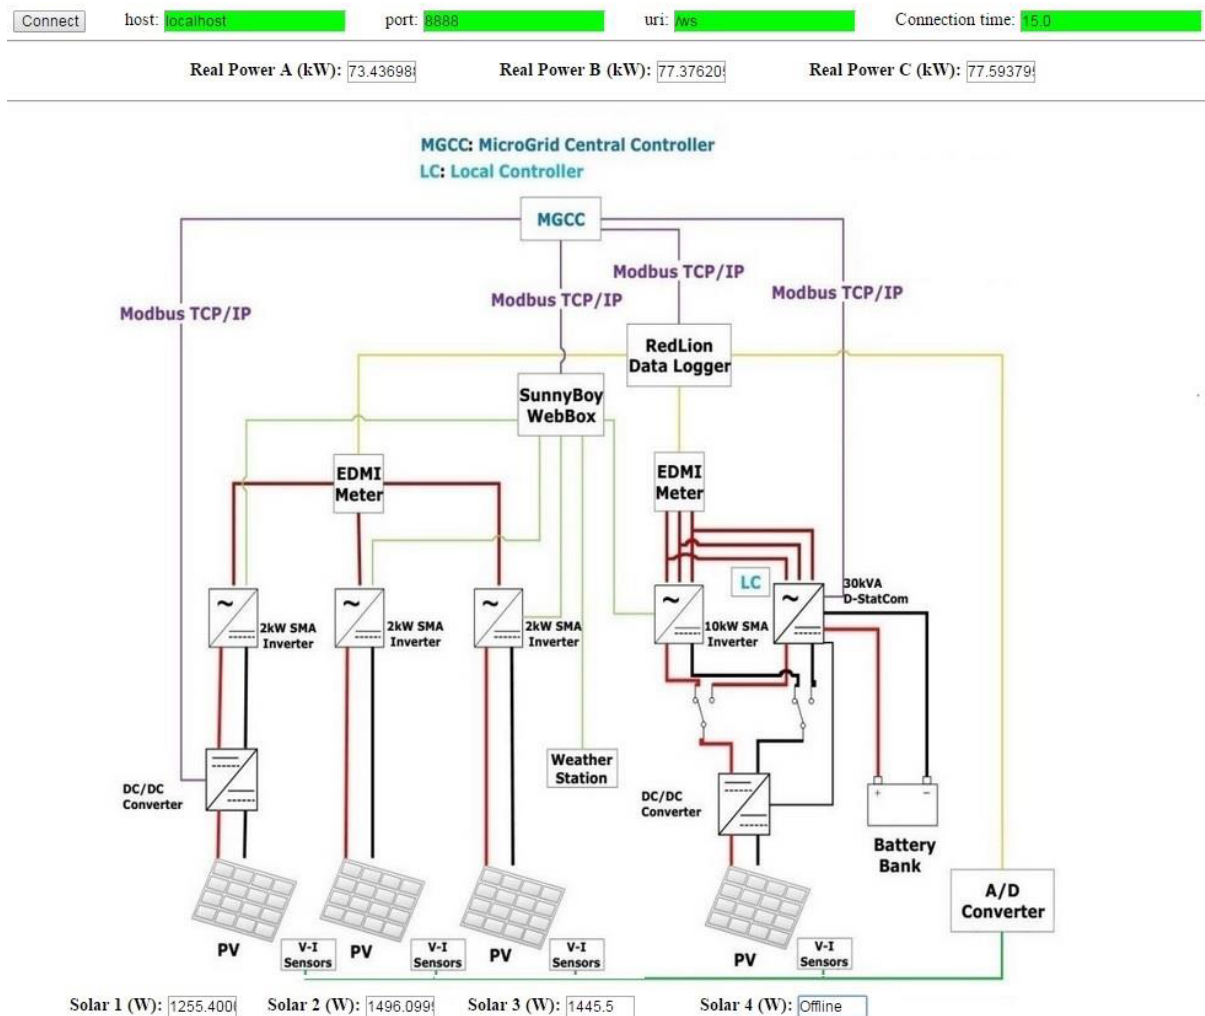 Connect host: localhost port: 8888 uri: /ws Connection time: 15.0
Real Power A (kW): 73.43698 Real Power B (kW): 77.37620 Real Power C (kW): 77.59379
MGCC: MicroGrid Central Controller
LC: Local Controller
MGCC
Modbus TCP/IP
Modbus TCP/IP
Modbus TCP/IP
Modbus TCP/IP
RedLion
Data Logger
SunnyBoy
WebBox
EDMI
Meter
EDMI
Meter
LC
30kVA
D-StatCom
2kW SMA
Inverter
2kW SMA
Inverter
2kW SMA
Inverter
10kW SMA
Inverter
Weather
Station
DC/DC
Converter
DC/DC
Converter
+ −
Battery
Bank
A/D
Converter
PV
V-I
Sensors
PV
V-I
Sensors
PV
V-I
Sensors
PV
V-I
Sensors
Solar 1 (W): 1255.400 Solar 2 (W): 1496.099 Solar 3 (W): 1445.5 Solar 4 (W): Offline